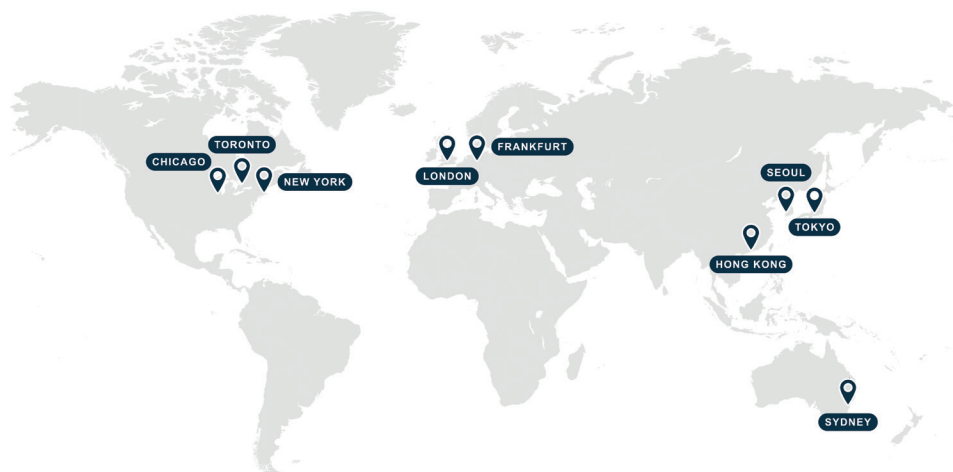 TORONTO
CHICAGO
NEW YORK
LONDON
FRANKFURT
SEOUL
TOKYO
HONG KONG
SYDNEY